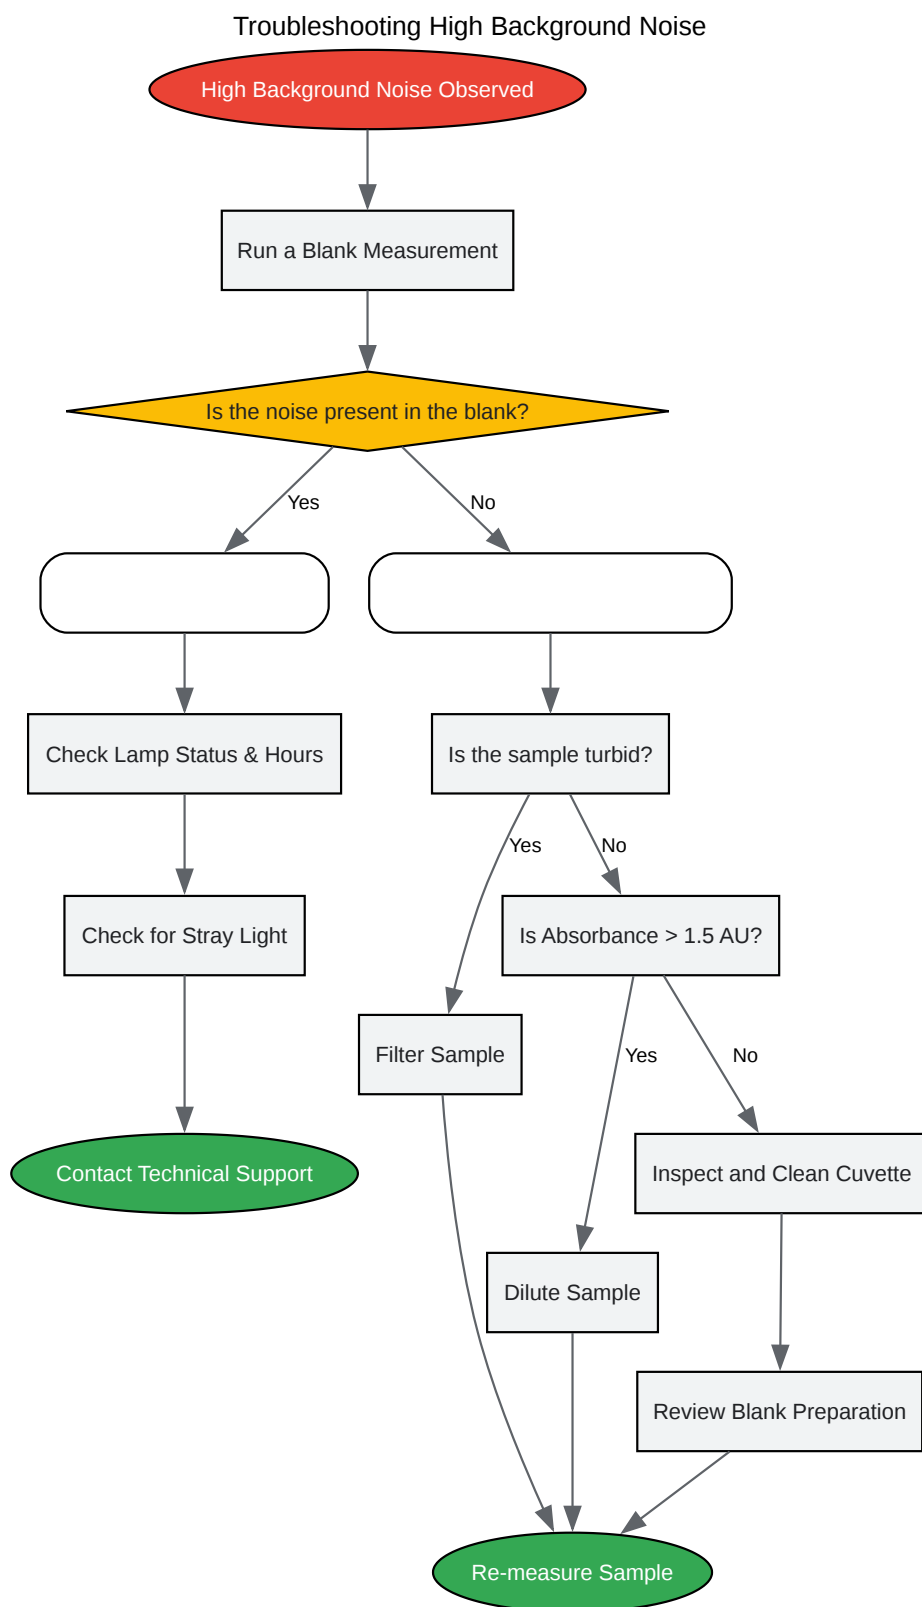 Troubleshooting High Background Noise
High Background Noise Observed
Run a Blank Measurement
Is the noise present in the blank?
Yes
No
Check Lamp Status & Hours
Is the sample turbid?
Yes
No
Check for Stray Light
Is Absorbance > 1.5 AU?
Filter Sample
Yes
No
Contact Technical Support
Inspect and Clean Cuvette
Dilute Sample
Review Blank Preparation
Re-measure Sample